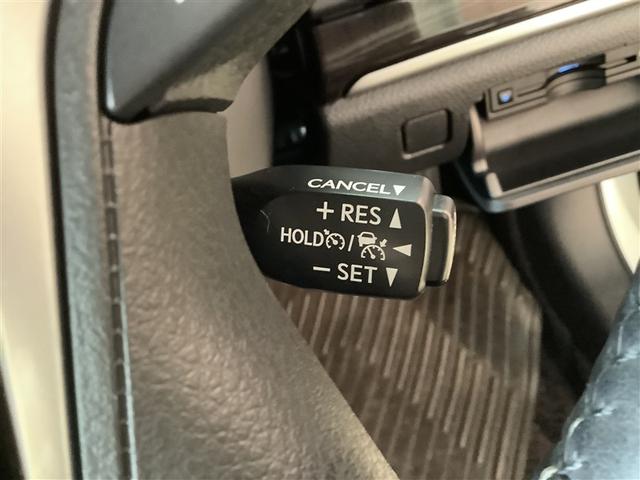 CANCEL▼
+ RES ▲
HOLD / ◀
− SET ▼